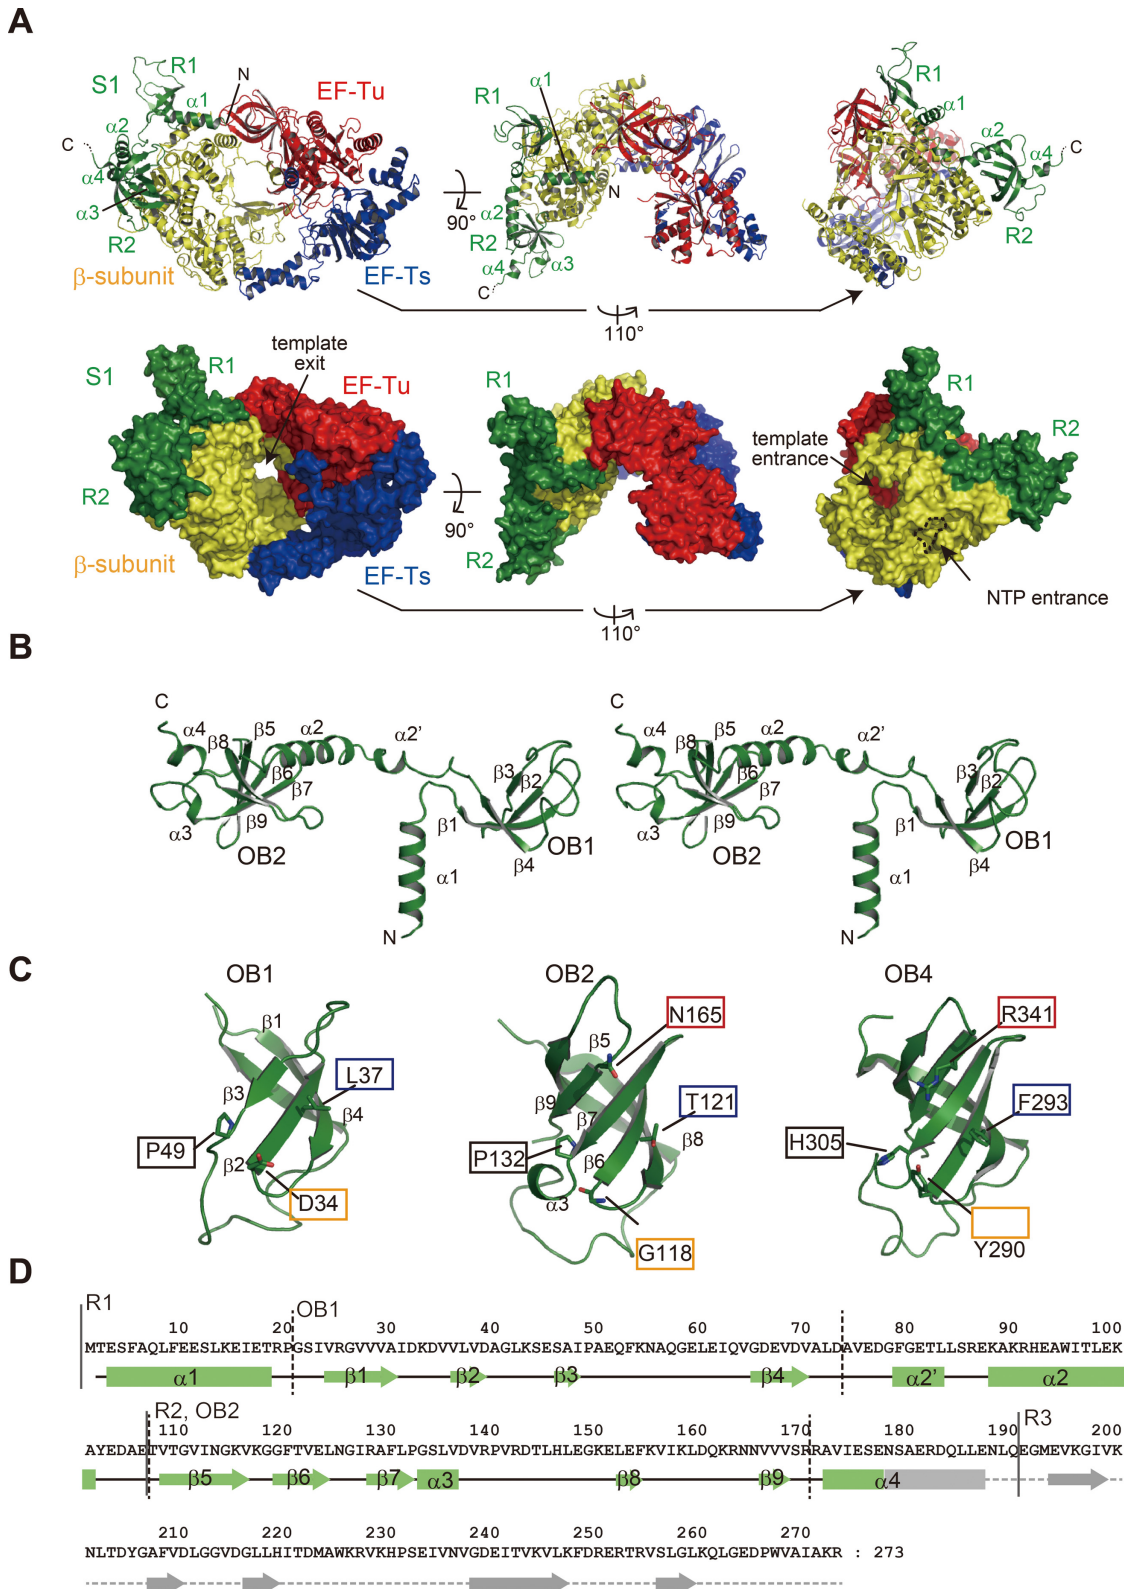 A
R1
N
S1
α1
EF-Tu
α2
C
α4
α3
R2
β-subunit
EF-Ts
90°
α1
R1
N
α2
R2
α3
α4
C
R1
α1
α2
α4
C
R2
110°
template
exit
R1
S1
EF-Tu
R2
β-subunit
EF-Ts
90°
R1
R2
R1
R2
template
entrance
NTP entrance
110°
B
C
α4
β8
β5
α2
α2'
β6
β7
β3
β2
α3
β9
β1
OB2
OB1
β4
α1
N
C
α4
β8
β5
α2
α2'
β6
β7
β3
β2
α3
β9
β1
OB2
OB1
β4
α1
N
C
OB1
β1
L37
β3
β4
P49
β2
D34
OB2
N165
β5
β9
T121
β7
β8
P132
β6
α3
G118
OB4
R341
F293
H305
Y290
D
R1
OB1
10 20 30 40 50 60 70 80 90 100
MTESFAQLFEESLKEIETRPGSIVRGVVVAIDKDVVLVDAGLKSESAIPAEQFKNAQGELEIQVGDEVDVALDAVEDGFGETLLSREKAKRHEAWITLEK
α1 β1 β2 β3 β4 α2' α2
R2, OB2
R3
110 120 130 140 150 160 170 180 190 200
AYEDAETVTGVINGKVKGGFTVELNGIRAFLPGSLVDVRPVRDTLHLEGKELEFKVIKLDQKRNNVVVSRRAVIESENSAERDQLLENLQEGMEVKGIVK
β5 β6 β7 α3 β8 β9 α4
210 220 230 240 250 260 270
NLTDYGAFVDLGGVDGLLHITDMAWKRVKHPSEIVNVGDEITVKVLKFDRERTRVSLGLKQLGEDPWVAIAKR : 273